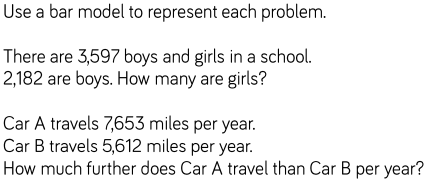 Use a bar model to represent each problem.
There are 3,597 boys and girls in a school.
2,182 are boys. How many are girls?
Car A travels 7,653 miles per year.
Car B travels 5,612 miles per year.
How much further does Car A travel than Car B per year?